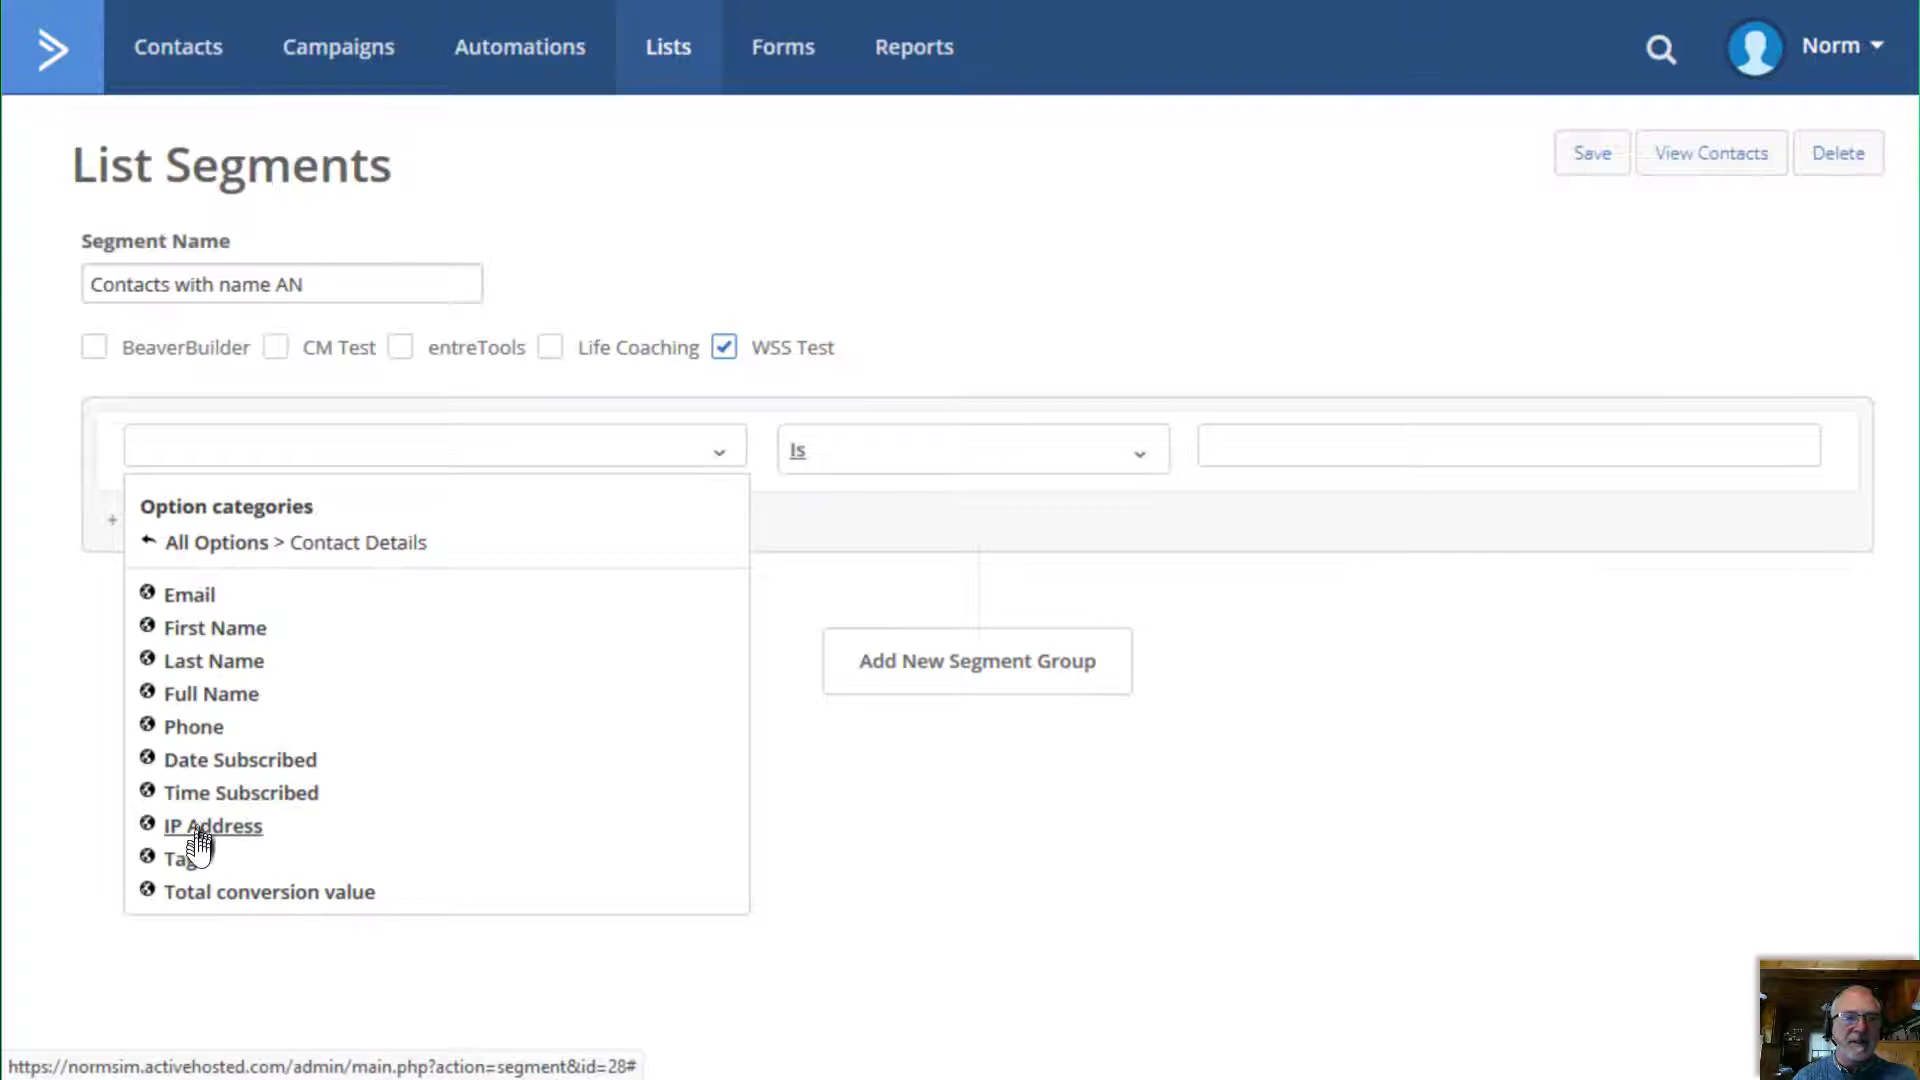 Contacts Campaigns Automations Lists Forms Reports Norm
List Segments
Save View Contacts Delete
Segment Name
Contacts with name AN
BeaverBuilder CM Test entreTools Life Coaching WSS Test
Is
Option categories
+
All Options > Contact Details
Email
First Name
Last Name
Add New Segment Group
Full Name
Phone
Date Subscribed
Time Subscribed
IP Address
Total conversion value
https://normsim.activehosted.com/admin/main.php?action=segment&id=28#